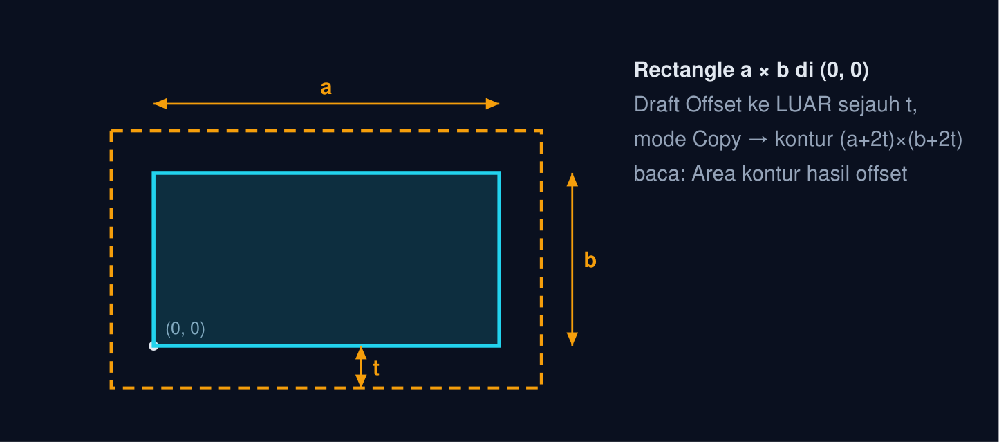 a
b
(0, 0)
t
Rectangle a × b di (0, 0)
Draft Offset ke LUAR sejauh t,
mode Copy → kontur (a+2t)×(b+2t)
baca: Area kontur hasil offset